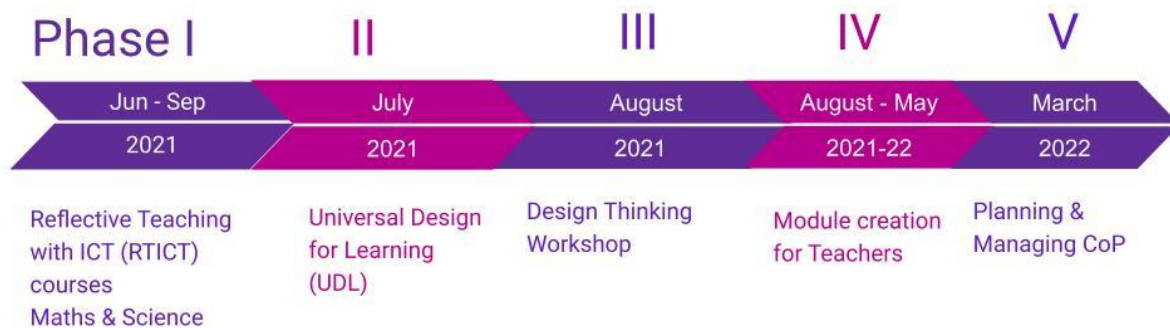 Phase I
II
III
IV
V
Jun - Sep
July
August
August - May
March
2021
2021
2021
2021-22
2022
Reflective Teaching
with ICT (RTICT)
courses
Maths & Science
Universal Design
for Learning
(UDL)
Design Thinking
Workshop
Module creation
for Teachers
Planning &
Managing CoP